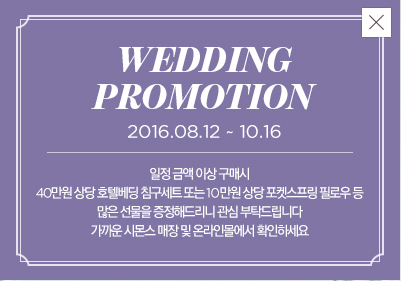 WEDDING
PROMOTION
2016.08.12 ~ 10.16
일정 금액 이상 구매시
40만원 상당 호텔베딩 침구세트 또는 10만원 상당 포켓스프링 필로우 등
많은 선물을 증정해드리니 관심 부탁드립니다
가까운 시몬스 매장 및 온라인몰에서 확인하세요